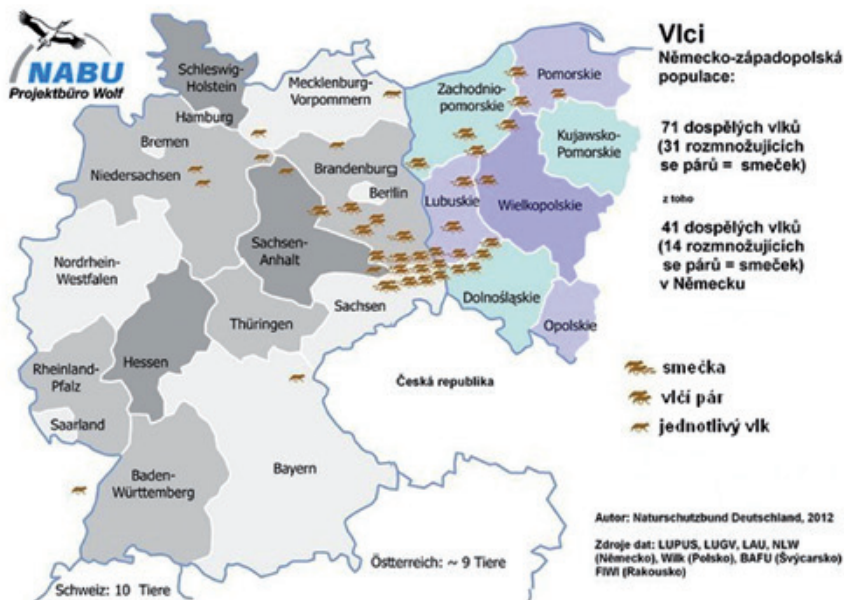 NABU
Projektbüro Wolf
Vlci
Německo-západopolská
populace:
71 dospělých vlků
(31 rozmnožujících
se párů = smeček)
z toho
41 dospělých vlků
(14 rozmnožujících
se párů = smeček)
v Německu
smečka
vlčí pár
jednotlivý vlk
Autor: Naturschutzbund Deutschland, 2012
Zdroje dat: LUPUS, LUGV, LAU, NLW
(Německo), Wilk (Polsko), BAFU (Švýcarsko)
FIWI (Rakousko)
Schleswig-
Holstein
Hamburg
Mecklenburg-
Vorpommern
Bremen
Niedersachsen
Brandenburg
Berllin
Sachsen-
Anhalt
Nordrhein-
Westfalen
Hessen
Thüringen
Sachsen
Rheinland-
Pfalz
Saarland
Baden-
Württemberg
Bayern
Zachodnio-
pomorskie
Pomorskie
Kujawsko-
Pomorskie
Lubuskie
Wielkopolskie
Dolnośląskie
Opolskie
Česká republika
Österreich: ~ 9 Tiere
Schweiz: 10 Tiere